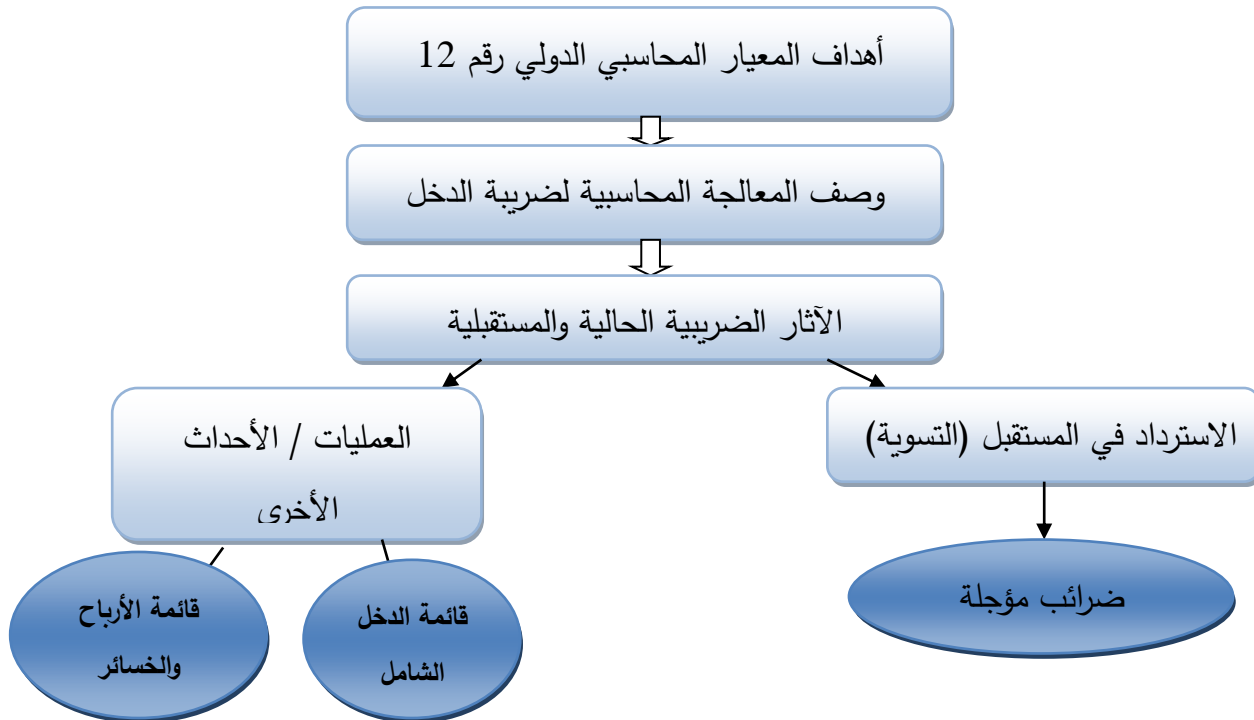 أهداف المعيار المحاسبي الدولي رقم 12
وصف المعالجة المحاسبية لضريبة الدخل
الآثار الضريبية الحالية والمستقبلية
الاسترداد في المستقبل (التسوية)
العمليات / الأحداث
الأخرى
ضرائب مؤجلة
قائمة الدخل
الشامل
قائمة الأرباح
والخسائر